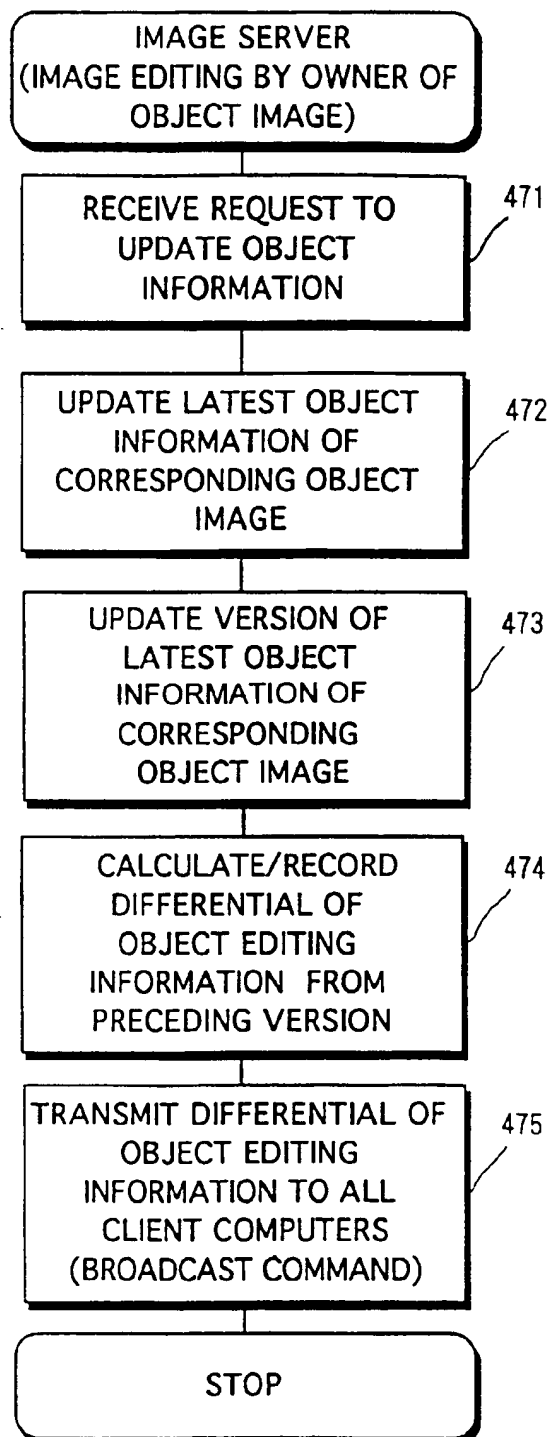 IMAGE SERVER
(IMAGE EDITING BY OWNER OF
OBJECT IMAGE)
RECEIVE REQUEST TO
UPDATE OBJECT
INFORMATION
471
UPDATE LATEST OBJECT
INFORMATION OF
CORRESPONDING OBJECT
IMAGE
472
UPDATE VERSION OF
LATEST OBJECT
INFORMATION OF
CORRESPONDING
OBJECT IMAGE
473
CALCULATE/RECORD
DIFFERENTIAL OF
OBJECT EDITING
INFORMATION FROM
PRECEDING VERSION
474
TRANSMIT DIFFERENTIAL OF
OBJECT EDITING
INFORMATION TO ALL
CLIENT COMPUTERS
(BROADCAST COMMAND)
475
STOP